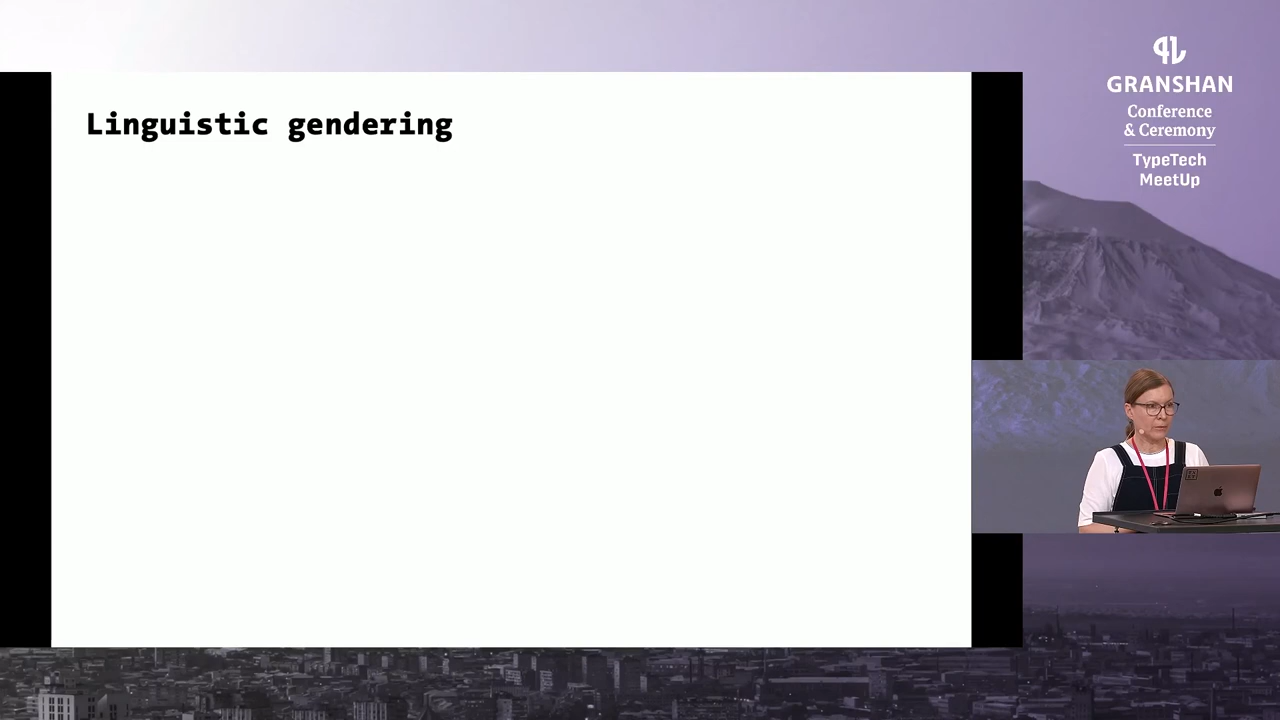 Linguistic gendering
GRANSHAN
Conference
& Ceremony
TypeTech
MeetUp